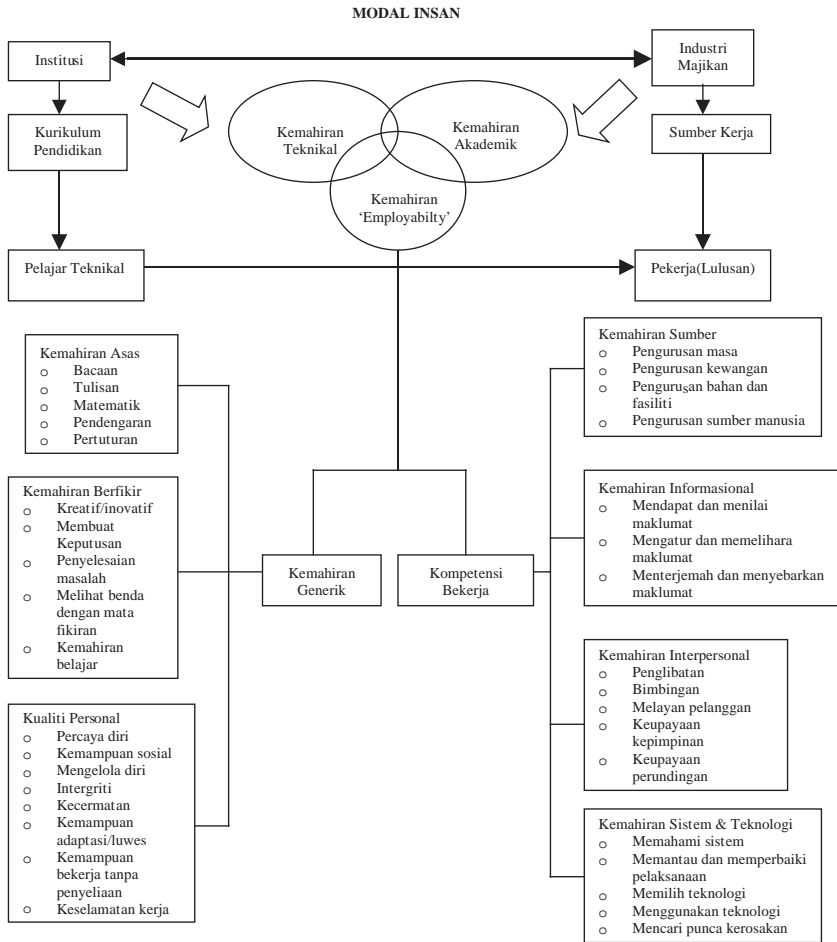 MODAL INSAN
Institusi
Industri
Majikan
Kurikulum
Pendidikan
Kemahiran
Teknikal
Kemahiran
Akademik
Sumber Kerja
Kemahiran
‘Employabilty’
Pelajar Teknikal
Pekerja(Lulusan)
Kemahiran Asas
o Bacaan
o Tulisan
o Matematik
o Pendengaran
o Pertuturan
Kemahiran Berfikir
o Kreatif/inovatif
o Membuat
Keputusan
o Penyelesaian
masalah
o Melihat benda
dengan mata
fikiran
o Kemahiran
belajar
Kualiti Personal
o Percaya diri
o Kemampuan sosial
o Mengelola diri
o Intergriti
o Kecermatan
o Kemampuan
adaptasi/luwes
o Kemampuan
bekerja tanpa
penyeliaan
o Keselamatan kerja
Kemahiran
Generik
Kompetensi
Bekerja
Kemahiran Sumber
o Pengurusan masa
o Pengurusan kewangan
o Pengurusan bahan dan
fasiliti
o Pengurusan sumber manusia
Kemahiran Informasional
o Mendapat dan menilai
maklumat
o Mengatur dan memelihara
maklumat
o Menterjemah dan menyebarkan
maklumat
Kemahiran Interpersonal
o Penglibatan
o Bimbingan
o Melayan pelanggan
o Keupayaan
kepimpinan
o Keupayaan
perundingan
Kemahiran Sistem & Teknologi
o Memahami sistem
o Memantau dan memperbaiki
pelaksanaan
o Memilih teknologi
o Menggunakan teknologi
o Mencari punca kerosakan